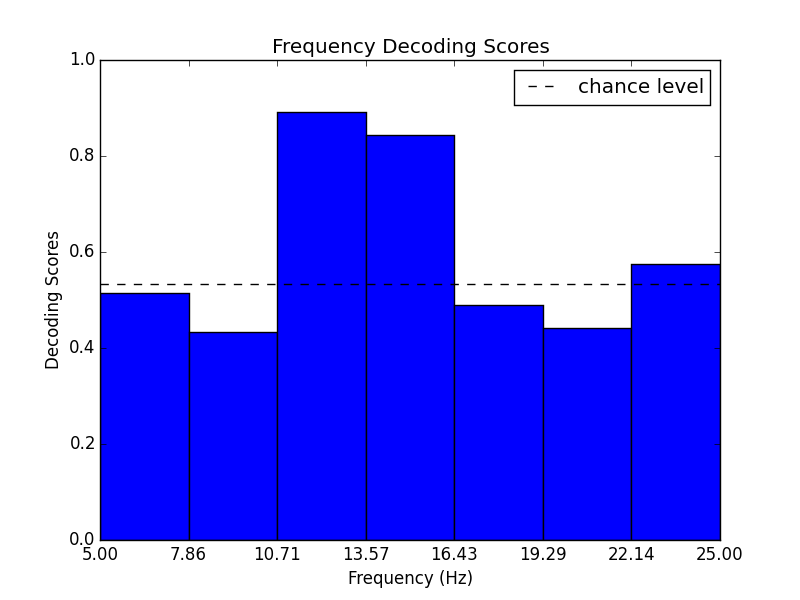 Frequency Decoding Scores
1.0
chance level
0.8
0.6
Decoding Scores
0.4
0.2
0.0
5.00 7.86 10.71 13.57 16.43 19.29 22.14 25.00
Frequency (Hz)